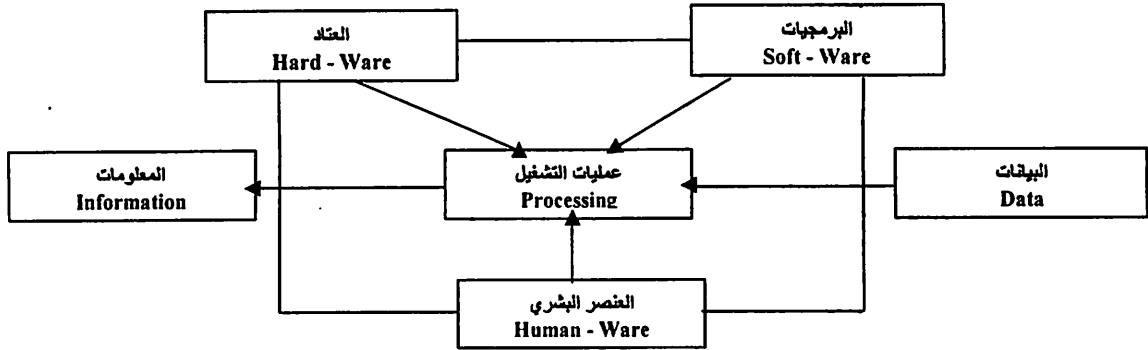 البرمجيات
Soft - Ware
العتاد
Hard - Ware
البيانات
Data
عمليات التشغيل
Processing
المعلومات
Information
العنصر البشري
Human - Ware